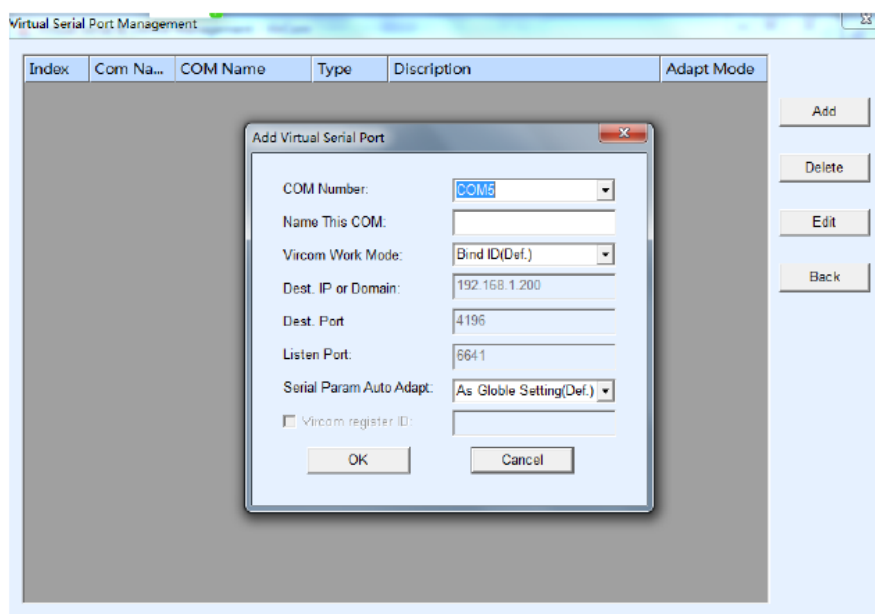 Virtual Serial Port Management
Index Com Na... COM Name Type Discription Adapt Mode
Add
Delete
Edit
Back
Add Virtual Serial Port
COM Number: COM5
Name This COM:
Vircom Work Mode: Bind ID(Def.)
Dest. IP or Domain: 192.168.1.200
Dest. Port 4196
Listen Port: 6641
Serial Param Auto Adapt: As Globle Setting(Def.)
Vircom register ID:
OK Cancel